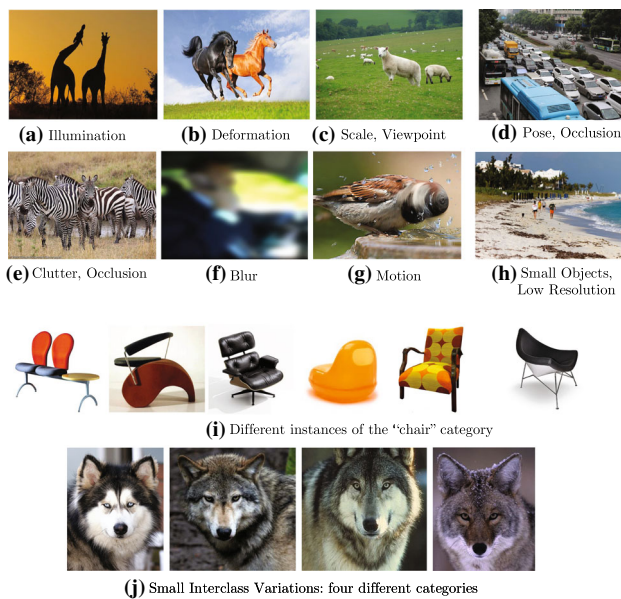 (a) Illumination
(b) Deformation
(c) Scale, Viewpoint
(d) Pose, Occlusion
(e) Clutter, Occlusion
(f) Blur
(g) Motion
(h) Small Objects,
Low Resolution
(i) Different instances of the “chair” category
(j) Small Interclass Variations: four different categories